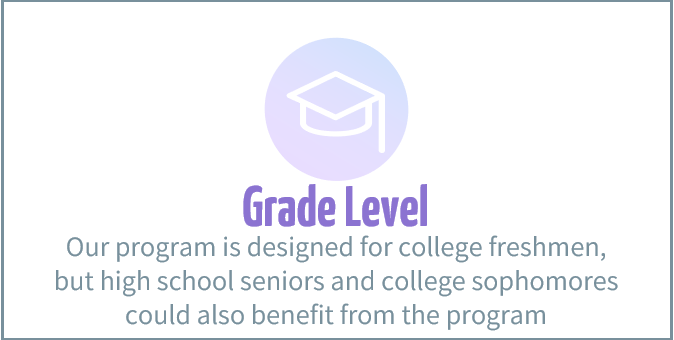 Grade Level
Our program is designed for college freshmen,
but high school seniors and college sophomores
could also benefit from the program